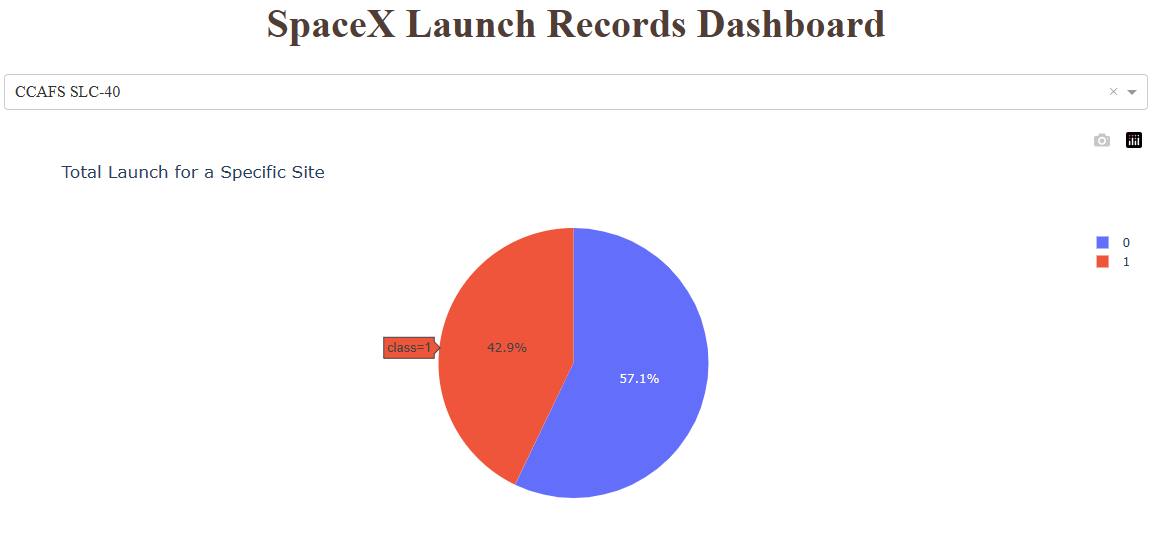 SpaceX Launch Records Dashboard
CCAFS SLC-40
×
Total Launch for a Specific Site
0
1
class=1
42.9%
57.1%